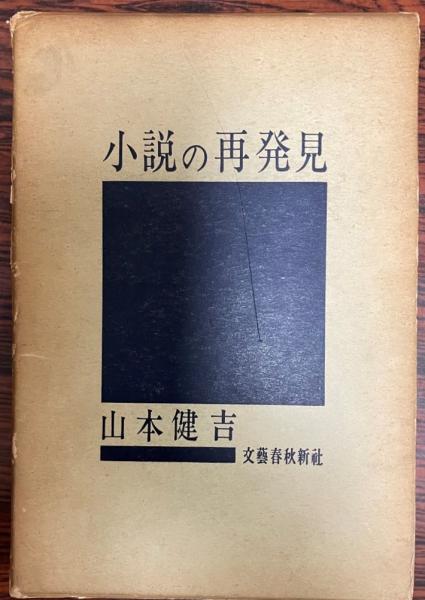 小説の再発見
山本健吉
文藝春秋新社